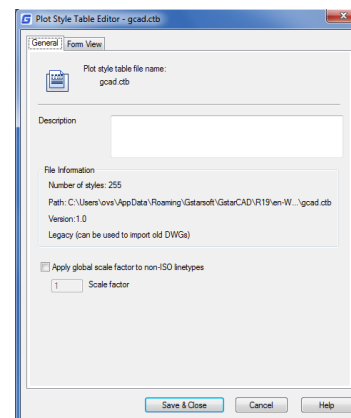 Plot Style Table Editor - gcad.ctb
General
Form View
Plot style table file name:
gcad.ctb
Description
File Information
Number of styles: 255
Path: C:\Users\ovs\AppData\Roaming\Gstarsoft\GstarCAD\R19\en-W...\gcad.ctb
Version:1.0
Legacy (can be used to import old DWGs)
Apply global scale factor to non-ISO linetypes
1 Scale factor
Save & Close Cancel Help